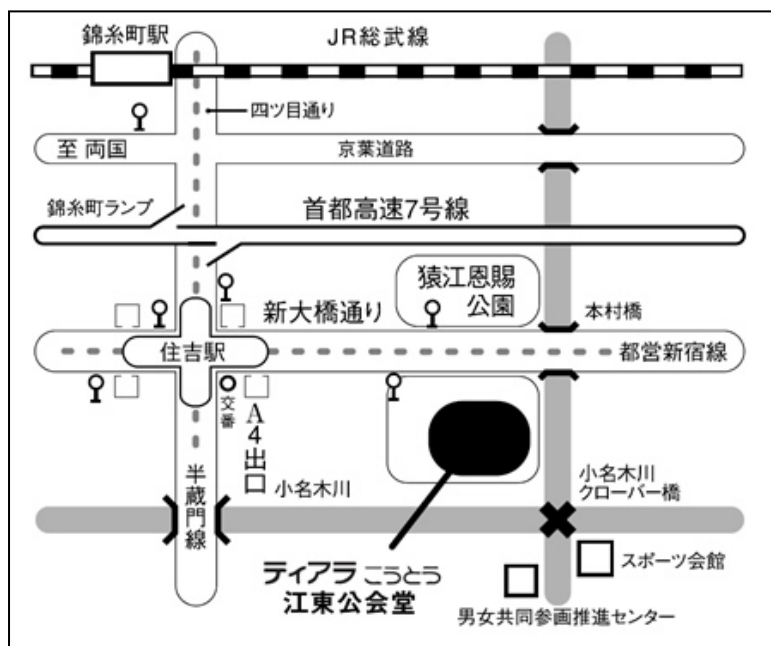 錦糸町駅
JR総武線
四ツ目通り
至 両国
京葉道路
錦糸町ランプ
首都高速7号線
猿江恩賜
公園
新大橋通り
本村橋
住吉駅
都営新宿線
交番
A4出口
半蔵門線
小名木川
小名木川
クローバー橋
ティアラ こうとう
江東公会堂
スポーツ会館
男女共同参画推進センター